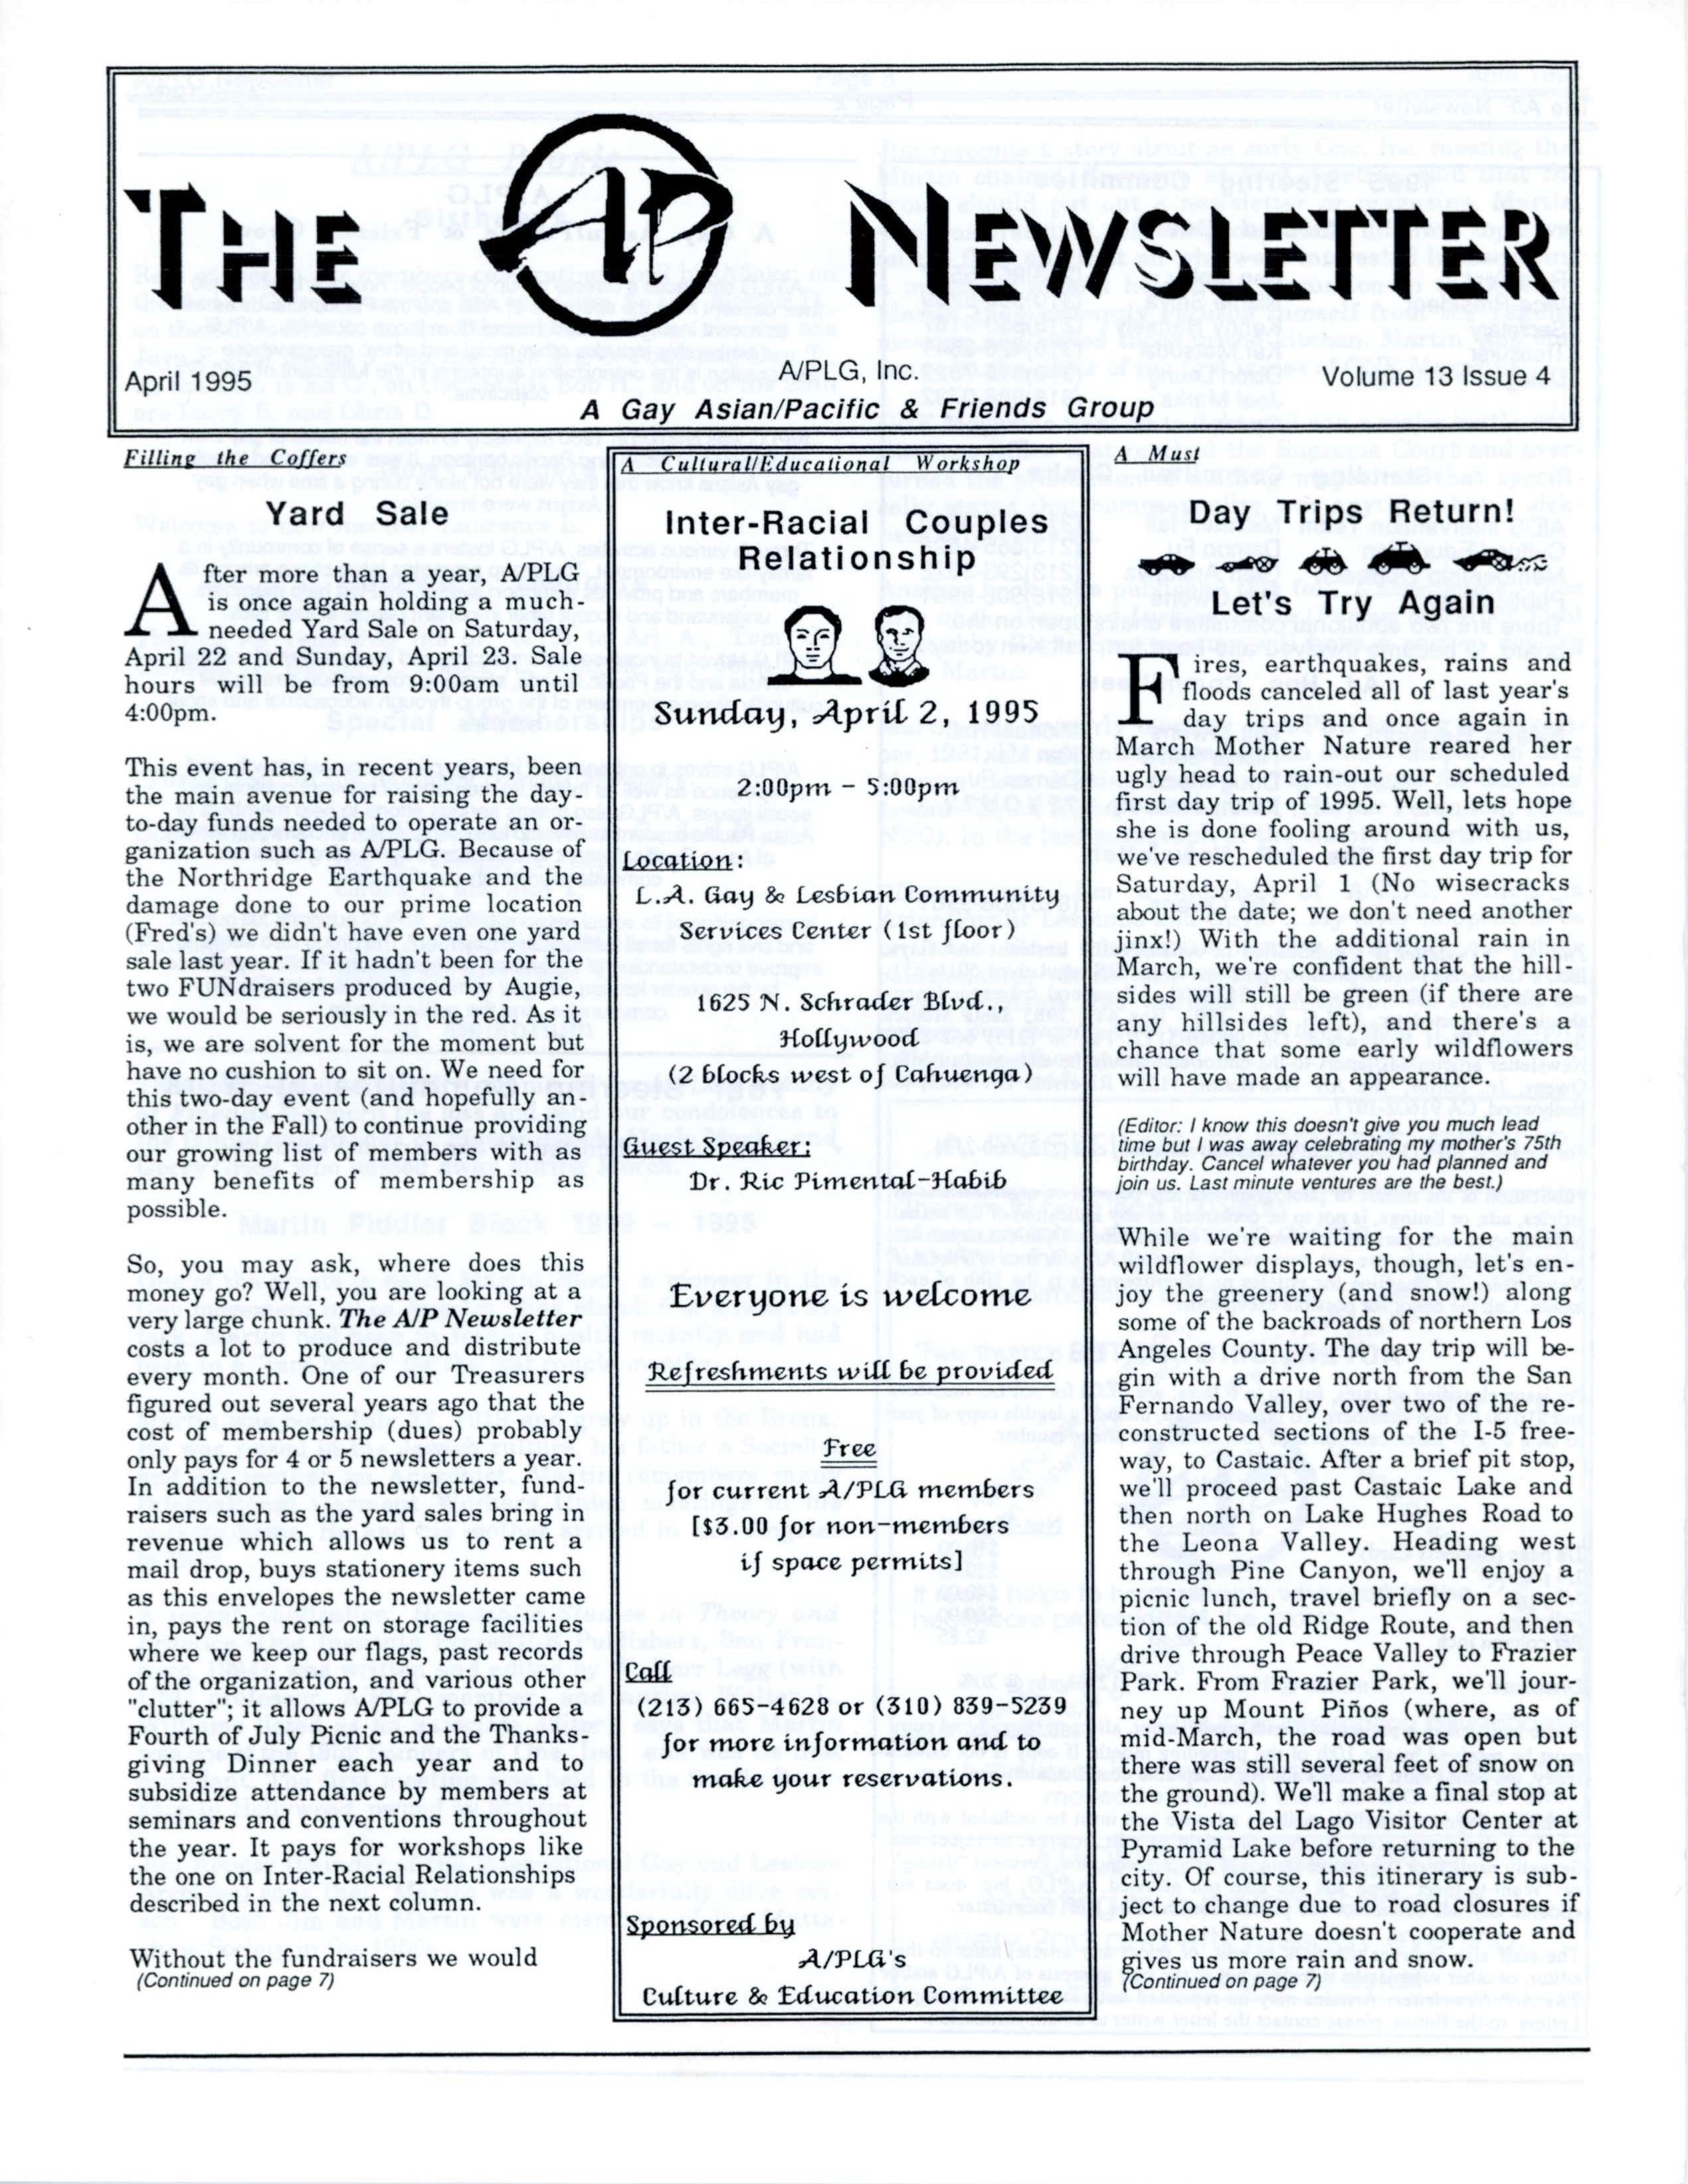 THE AP NEWSLETTER
April 1995
A/PLG, Inc.
Volume 13 Issue 4
A Gay Asian/Pacific & Friends Group
Filling the Coffers
Yard Sale
After more than a year, A/PLG
is once again holding a much-
needed Yard Sale on Saturday,
April 22 and Sunday, April 23. Sale
hours will be from 9:00am until
4:00pm.
This event has, in recent years, been
the main arena for raising the day-
to-day funds needed to operate an or-
ganization such as A/PLG. Because of
the Northridge Earthquake and the
damage done to our prime location
(Fred's) we didn't have even one yard
sale last year. If it hadn't been for the
two FUNdraisers produced by Augie,
we would be seriously in the red. As it
is, we are solvent for the moment but
have no cushion to sit on. We need for
this two-day event (and hopefully an-
other in the Fall) to continue providing
our growing list of members with as
many benefits of membership as
possible.
So, you may ask, where does this
money go? Well, you are looking at a
very large chunk. The A/P Newsletter
costs a lot to produce and distribute
every month. One of our Treasurers
figured out several years ago that the
cost of membership (dues) probably
only pays for 4 or 5 newsletters a year.
In addition to the newsletter, fund-
raisers such as the yard sales bring in
revenue which allows us to rent a
mail drop, buys stationery items such
as this envelopes the newsletter came
in, pays the rent on storage facilities
where we keep our flags, past records
of the organization, and various other
"clutter"; it allows A/PLG to provide a
Fourth of July Picnic and the Thanks-
giving Dinner each year and to
subsidize attendance by members at
seminars and conventions throughout
the year. It pays for workshops like
the one on Inter-Racial Relationships
described in the next column.
Without the fundraisers we would
(Continued on page 7)
A Cultural/Educational Workshop
Inter-Racial Couples
Relationship
Sunday, April 2, 1995
2:00pm - 5:00pm
Location:
L.A. Gay & Lesbian Community
Services Center (1st floor)
1625 N. Schrader Blvd..
Hollywood
(2 blocks west of Cahuenga)
Guest Speaker:
Dr. Ric Pimental-Habib
Everyone is welcome
Refreshments will be provided
Free
for current A/PLG members
[$3.00 for non-members
if space permits]
Call
(213) 665-4628 or (310) 839-5239
for more information and to
make your reservations.
Sponsored by
A/PLG's
Culture & Education Committee
A Must
Day Trips Return!
Let's Try Again
Fires, earthquakes, rains and
floods canceled all of last year's
day trips and once again in
March Mother Nature reared her
ugly head to rain-out our scheduled
first day trip of 1995. Well, lets hope
she is done fooling around with us,
we've rescheduled the first day trip for
Saturday, April 1 (No wisecracks
about the date; we don't need another
jinx!) With the additional rain in
March, we're confident that the hill-
sides will still be green (if there are
any hillsides left), and there's a
chance that some early wildflowers
will have made an appearance.
(Editor: I know this doesn't give you much lead
time but I was away celebrating my mother's 75th
birthday. Cancel whatever you had planned and
join us. Last minute ventures are the best.)
While we're waiting for the main
wildflower displays, though, let's en-
joy the greenery (and snow!) along
some of the backroads of northern Los
Angeles County. The day trip will be-
gin with a drive north from the San
Fernando Valley, over two of the re-
constructed sections of the I-5 free-
way, to Castaic. After a brief pit stop,
we'll proceed past Castaic Lake and
then north on Lake Hughes Road to
the Leona Valley. Heading west
through Pine Canyon, we'll enjoy a
picnic lunch, travel briefly on a sec-
tion of the old Ridge Route, and then
drive through Peace Valley to Frazier
Park. From Frazier Park, we'll jour-
ney up Mount Piños (where, as of
mid-March, the road was open but
there was still several feet of snow on
the ground). We'll make a final stop at
the Vista del Lago Visitor Center at
Pyramid Lake before returning to the
city. Of course, this itinerary is sub-
ject to change due to road closures if
Mother Nature doesn't cooperate and
gives us more rain and snow.
(Continued on page 7)